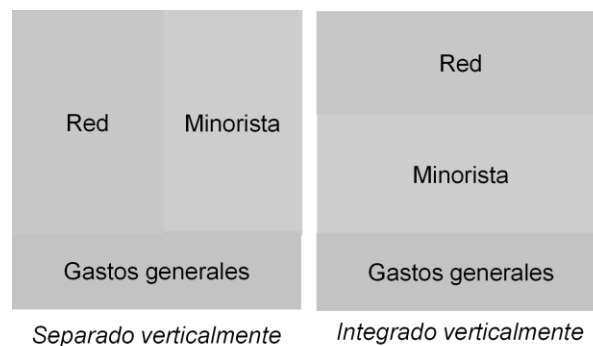 Red
Minorista
Gastos generales
Separado verticalmente
Red
Minorista
Gastos generales
Integrado verticalmente